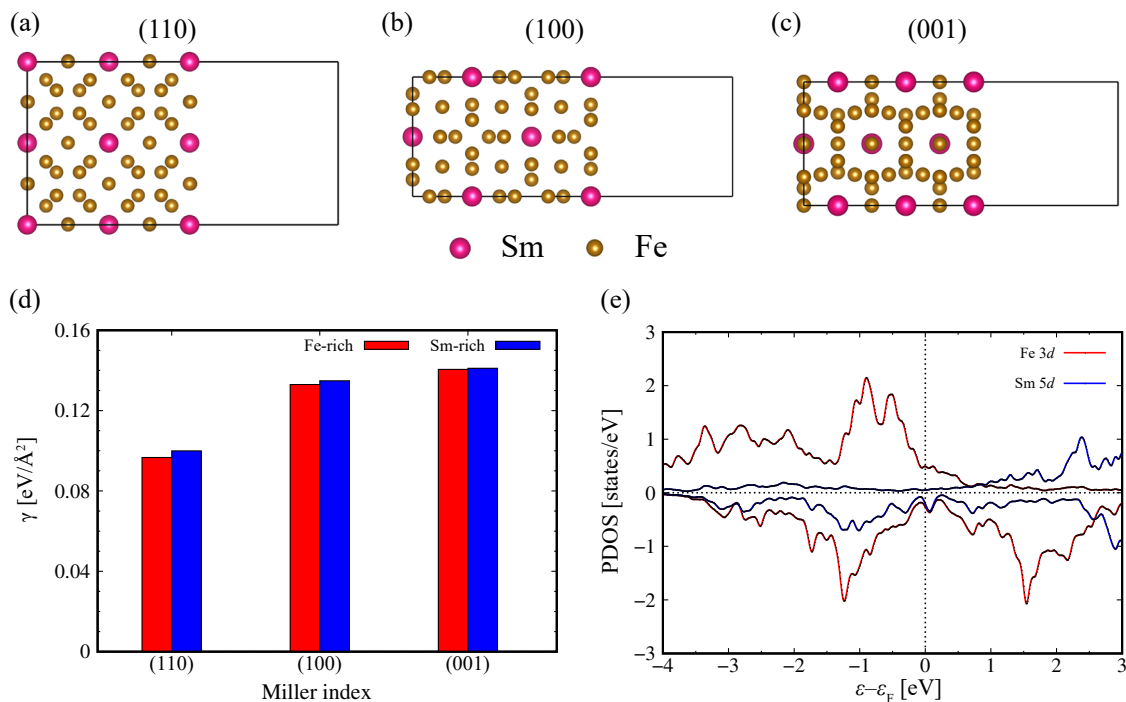 (a)
(110)
(b)
(100)
(c)
(001)
Sm
Fe
(d)
γ [eV/Å²]
0.16
0.12
0.08
0.04
0
Fe-rich
Sm-rich
(110)
(100)
(001)
Miller index
(e)
PDOS [states/eV]
3
2
1
0
−1
−2
−3
Fe 3d
Sm 5d
−4
−3
−2
−1
0
1
2
3
ε−ε_F [eV]